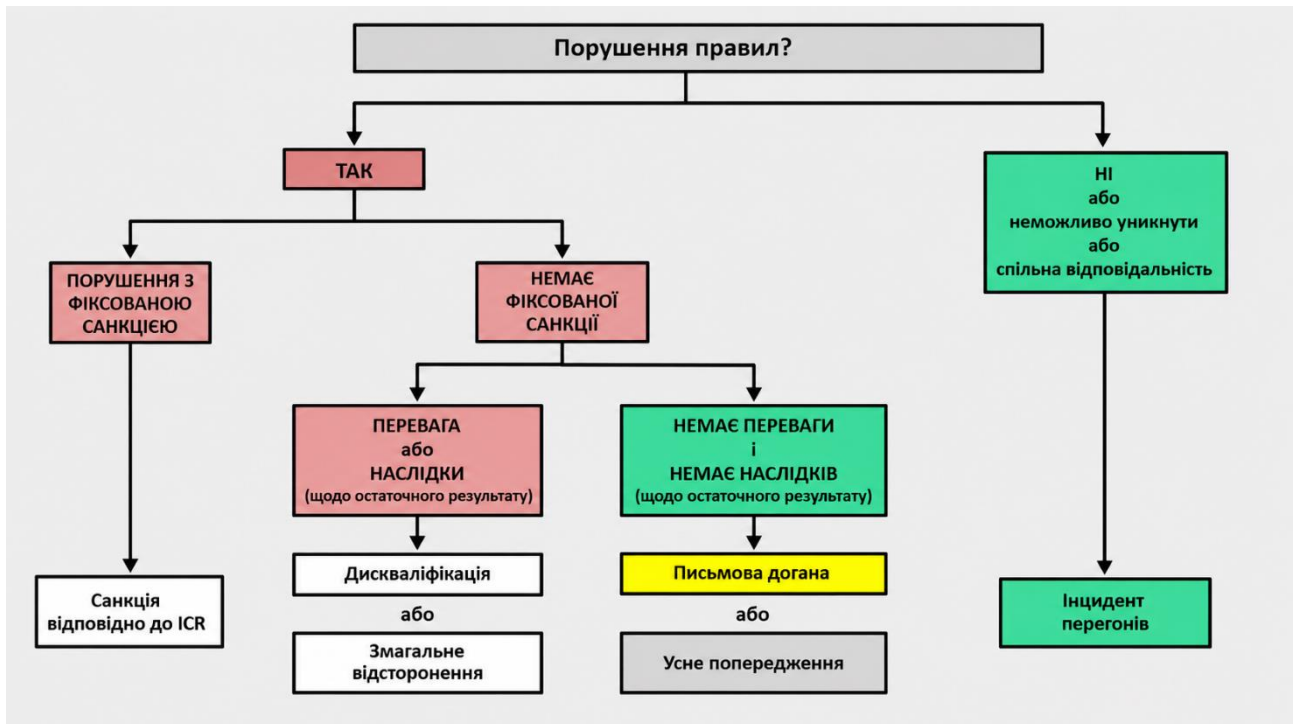 Порушення правил?
ТАК
НІ
або
неможливо уникнути
або
спільна відповідальність
ПОРУШЕННЯ З
ФІКСОВАНОЮ
САНКЦІЄЮ
НЕМАЄ
ФІКСОВАНОЇ
САНКЦІЇ
ПЕРЕВАГА
або
НАСЛІДКИ
(щодо остаточного результату)
НЕМАЄ ПЕРЕВАГИ
і
НЕМАЄ НАСЛІДКІВ
(щодо остаточного результату)
Санкція
відповідно до ICR
Дискваліфікація
або
Змагальне
відсторонення
Письмова догана
або
Усне попередження
Інцидент
перегонів